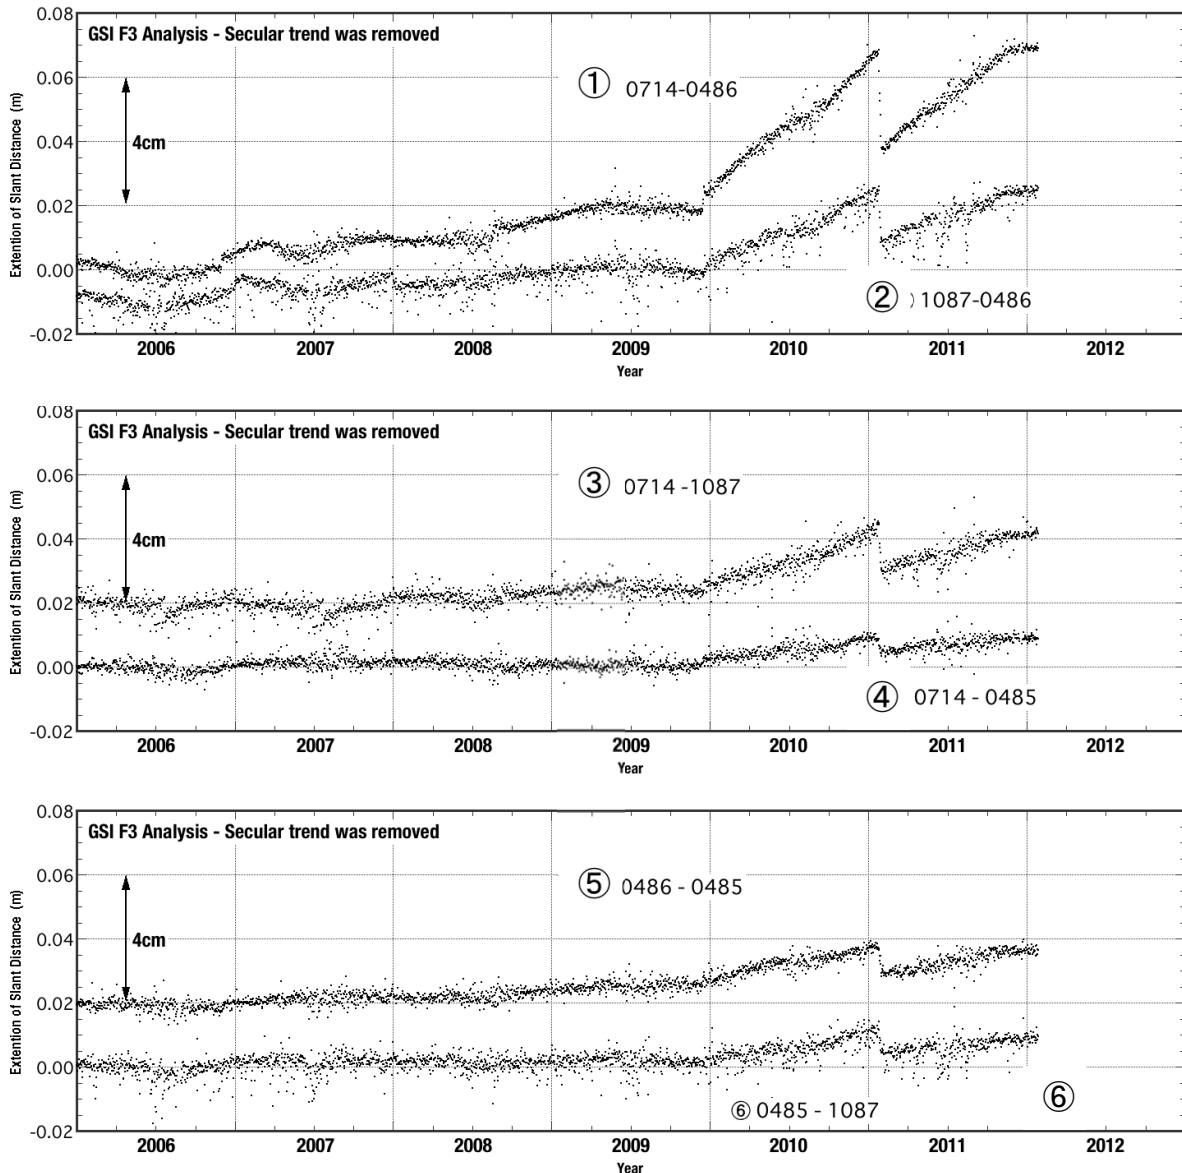 0.08
GSI F3 Analysis - Secular trend was removed
① 0714-0486
0.06
4cm
0.04
0.02
0.00
② 1087-0486
-0.02
Extention of Slant Distance (m)
2006 2007 2008 2009 2010 2011 2012
Year
0.08
GSI F3 Analysis - Secular trend was removed
③ 0714 -1087
0.06
4cm
0.04
0.02
0.00
④ 0714 - 0485
-0.02
Extention of Slant Distance (m)
2006 2007 2008 2009 2010 2011 2012
Year
0.08
GSI F3 Analysis - Secular trend was removed
⑤ 0486 - 0485
0.06
4cm
0.04
0.02
0.00
⑥
⑥ 0485 - 1087
-0.02
Extention of Slant Distance (m)
2006 2007 2008 2009 2010 2011 2012
Year